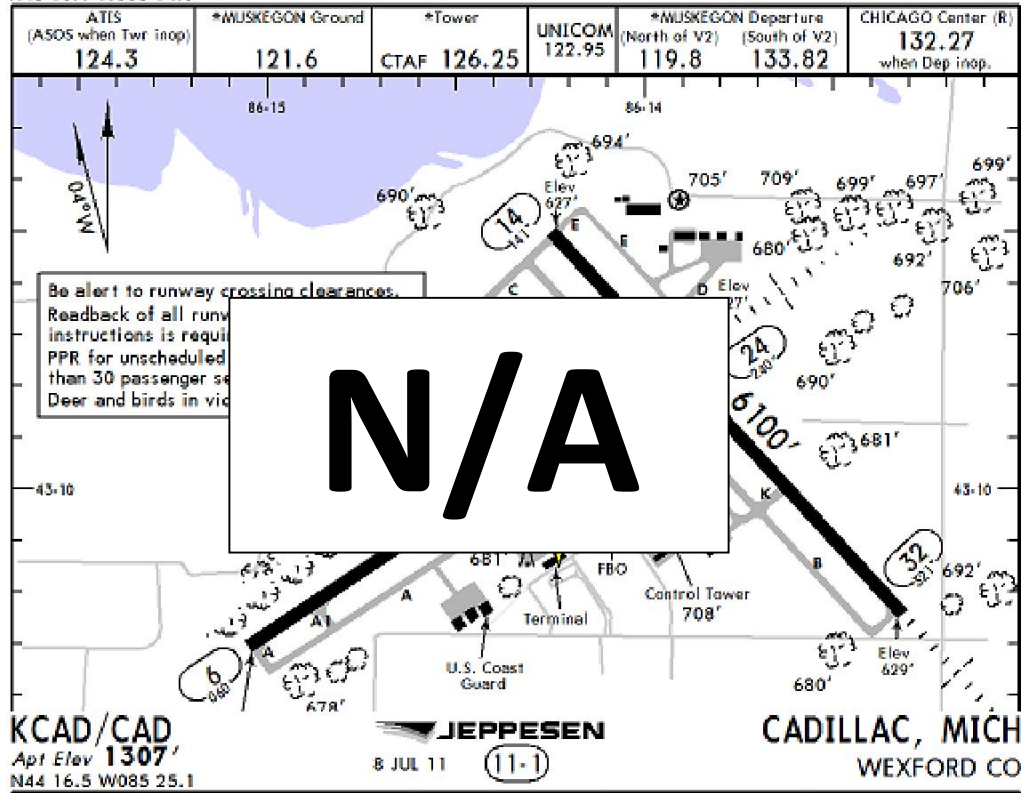 ATIS
(ASOS when Twr inop)
124.3
*MUSKEGON Ground
121.6
*Tower
CTAF 126.25
UNICOM
122.95
*MUSKEGON Departure
(North of V2) (South of V2)
119.8 133.82
CHICAGO Center (R)
132.27
when Dep inop.
86-15 86-14
04°W
694'
690'
Elev
627'
705'
709'
699'
697'
699'
680'
692'
706'
14
141°
E
E
C
D
Elev
27'
Be alert to runway crossing clearances.
Readback of all runw
instructions is requi
PPR for unscheduled
than 30 passenger se
Deer and birds in vic
N/A
24
240°
690'
6100'
681'
43-10 43-10
K
B
32
321°
692'
681'
FBO
Control Tower
708'
Terminal
A
A1
A
U.S. Coast
Guard
6
060°
678'
680'
Elev
629'
KCAD/CAD
Apt Elev 1307'
N44 16.5 W085 25.1
JEPPESEN
8 JUL 11 11-1
CADILLAC, MICH
WEXFORD CO